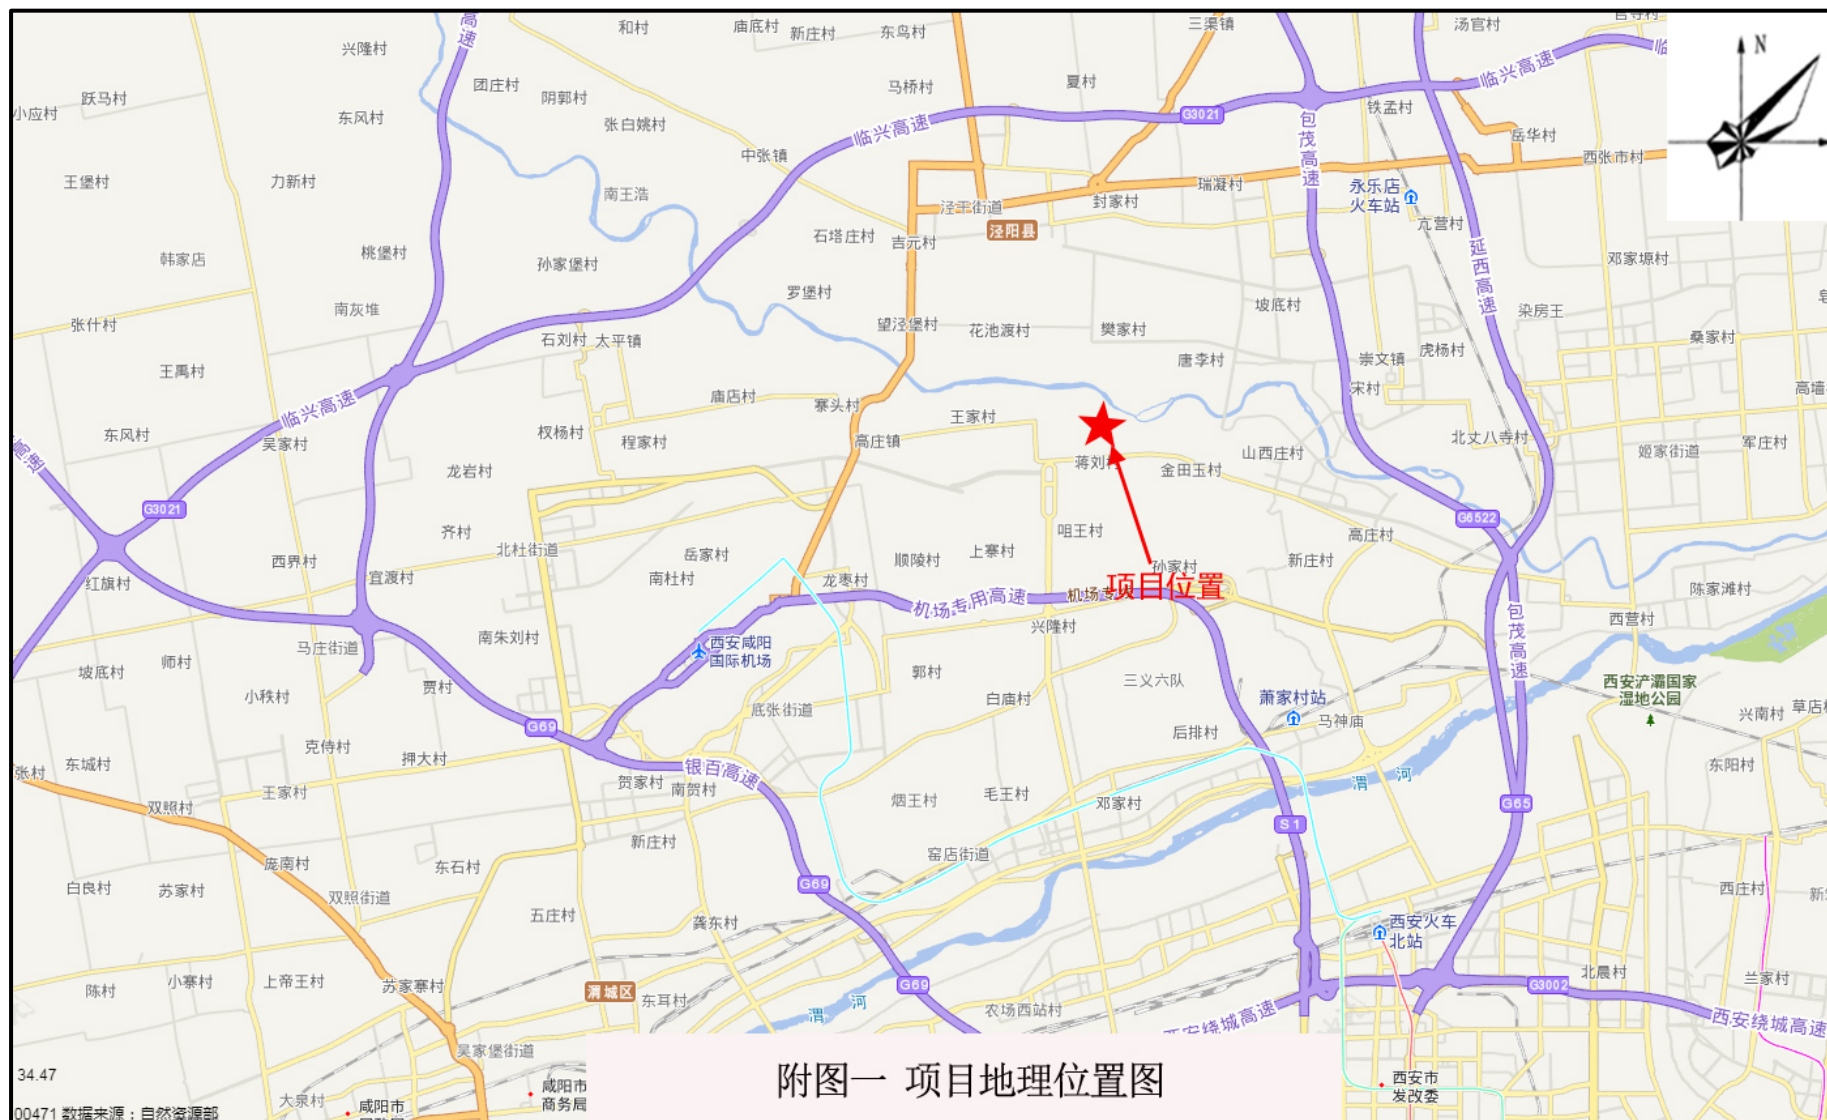 和村
庙底村
新庄村
东鸟村
三渠镇
汤官村
高速
兴隆村
团庄村
阴郭村
马桥村
夏村
临兴高速
N
小应村
跃马村
东风村
张白姚村
临兴高速
G3021
包茂高速
铁孟村
岳华村
西张市村
中张镇
王堡村
力新村
南王浩
泾干街道
封家村
瑞凝村
永乐店
火车站
亢营村
泾阳县
石塔庄村
吉元村
延西高速
韩家店
桃堡村
孙家堡村
邓家塬村
罗堡村
坡底村
染房王
南灰堆
张什村
石刘村
太平镇
望泾堡村
花池渡村
樊家村
桑家村
王禹村
唐李村
崇文镇
虎杨村
宋村
高墙
庙店村
寨头村
王家村
临兴高速
东风村
吴家村
杈杨村
程家村
高庄镇
北丈八寺村
军庄村
姬家街道
高速
龙岩村
蒋刘村
金田玉村
山西庄村
G3021
齐村
咀王村
G6522
高庄村
北杜街道
岳家村
顺陵村
上寨村
新庄村
西界村
宜渡村
南杜村
龙枣村
孙家村
红旗村
项目位置
陈家滩村
机场专用高速
机场专
包茂高速
西营村
南朱刘村
兴隆村
马庄街道
西安咸阳
国际机场
坡底村
师村
郭村
三义六队
贾村
小秩村
白庙村
萧家村站
西安浐灞国家
湿地公园
底张街道
马神庙
兴南村
草店村
G69
后排村
克侍村
押大村
东城村
张村
银百高速
渭河
东阳村
贺家村
南贺村
王家村
双照村
烟王村
毛王村
邓家村
G65
S1
新庄村
窑店街道
庞南村
东石村
白良村
苏家村
双照街道
G69
西庄村
五庄村
龚东村
西安火车
北站
小寨村
上帝王村
苏家寨村
陈村
渭城区
东耳村
G69
农场西站村
北晨村
兰家村
G3002
渭河
西安绕城高速
西安绕城高速
吴家堡街道
34.47
附图一 项目地理位置图
咸阳市
商务局
西安市
发改委
大泉村
咸阳市
00471 数据来源：自然资源部